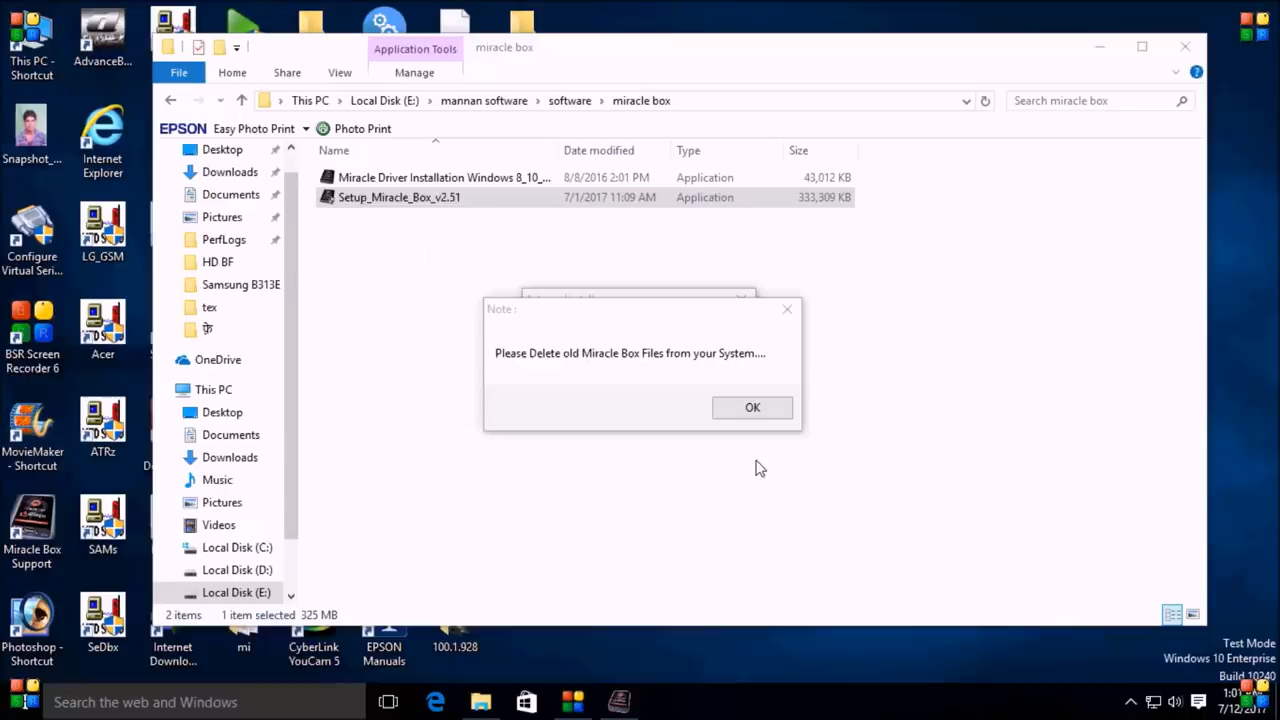 Application Tools
miracle box
File
Home
Share
View
Manage
This PC
Local Disk (E:)
mannan software
software
miracle box
Search miracle box
EPSON Easy Photo Print
Photo Print
Name
Date modified
Type
Size
Miracle Driver Installation Windows 8_10_...
8/8/2016 2:01 PM
Application
43,012 KB
Setup_Miracle_Box_v2.51
7/1/2017 11:09 AM
Application
333,309 KB
Desktop
Downloads
Documents
Pictures
PerfLogs
HD BF
Samsung B313E
tex
OneDrive
This PC
Desktop
Documents
Downloads
Music
Pictures
Videos
Local Disk (C:)
Local Disk (D:)
Local Disk (E:)
Note :
Please Delete old Miracle Box Files from your System....
OK
2 items
1 item selected
325 MB
This PC -
Shortcut
AdvanceB...
Snapshot_...
Internet
Explorer
Configure
Virtual Seri...
LG_GSM
BSR Screen
Recorder 6
Acer
MovieMaker
- Shortcut
ATRz
Miracle Box
Support
SAMs
Photoshop -
Shortcut
SeDbx
Internet
Downlo...
mi
CyberLink
YouCam 5
EPSON
Manuals
100.1.928
Test Mode
Windows 10 Enterprise
Build 10240
Search the web and Windows